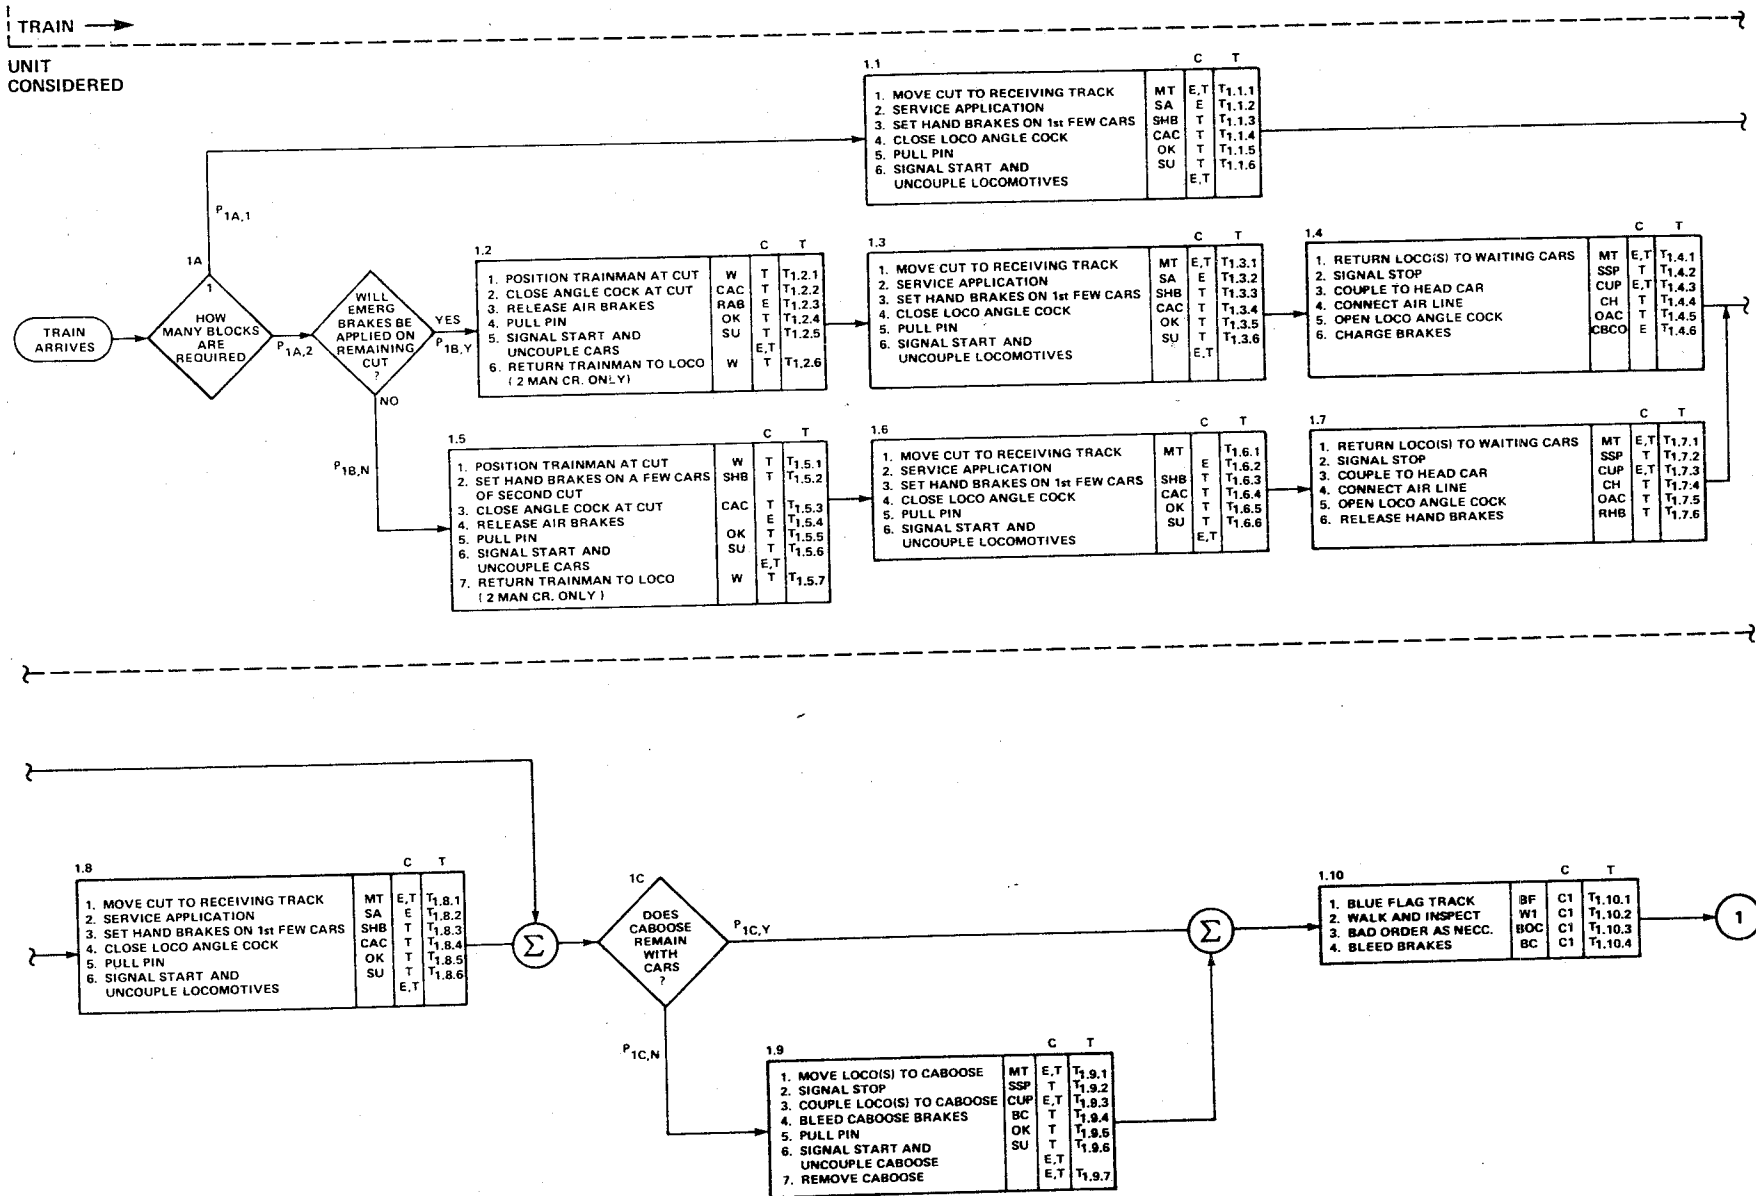 TRAIN
UNIT
CONSIDERED
1.1 C T
1. MOVE CUT TO RECEIVING TRACK MT E,T T1.1.1
2. SERVICE APPLICATION SA E T1.1.2
3. SET HAND BRAKES ON 1st FEW CARS SHB T T1.1.3
4. CLOSE LOCO ANGLE COCK CAC T T1.1.4
5. PULL PIN OK T T1.1.5
6. SIGNAL START AND SU T T1.1.6
UNCOUPLE LOCOMOTIVES E,T
P1A,1
1A
1
HOW
MANY BLOCKS
ARE
REQUIRED
TRAIN
ARRIVES
P1A,2
WILL
EMERG
BRAKES BE
APPLIED ON
REMAINING
CUT
?
YES
P1B,Y
NO
P1B,N
1.2 C T
1. POSITION TRAINMAN AT CUT W T T1.2.1
2. CLOSE ANGLE COCK AT CUT CAC T T1.2.2
3. RELEASE AIR BRAKES RAB E T1.2.3
4. PULL PIN OK T T1.2.4
5. SIGNAL START AND SU T T1.2.5
UNCOUPLE CARS E,T
6. RETURN TRAINMAN TO LOCO W T T1.2.6
( 2 MAN CR. ONLY)
1.3 C T
1. MOVE CUT TO RECEIVING TRACK MT E,T T1.3.1
2. SERVICE APPLICATION SA E T1.3.2
3. SET HAND BRAKES ON 1st FEW CARS SHB T T1.3.3
4. CLOSE LOCO ANGLE COCK CAC T T1.3.4
5. PULL PIN OK T T1.3.5
6. SIGNAL START AND SU T T1.3.6
UNCOUPLE LOCOMOTIVES E,T
1.4 C T
1. RETURN LOCO(S) TO WAITING CARS MT E,T T1.4.1
2. SIGNAL STOP SSP T T1.4.2
3. COUPLE TO HEAD CAR CUP E,T T1.4.3
4. CONNECT AIR LINE CH T T1.4.4
5. OPEN LOCO ANGLE COCK OAC T T1.4.5
6. CHARGE BRAKES CBCO E T1.4.6
1.5 C T
1. POSITION TRAINMAN AT CUT W T T1.5.1
2. SET HAND BRAKES ON A FEW CARS SHB T T1.5.2
OF SECOND CUT
3. CLOSE ANGLE COCK AT CUT CAC T T1.5.3
4. RELEASE AIR BRAKES E T1.5.4
5. PULL PIN OK T T1.5.5
6. SIGNAL START AND SU T T1.5.6
UNCOUPLE CARS E,T
7. RETURN TRAINMAN TO LOCO W T T1.5.7
( 2 MAN CR. ONLY )
1.6 C T
1. MOVE CUT TO RECEIVING TRACK MT T1.6.1
2. SERVICE APPLICATION E T1.6.2
3. SET HAND BRAKES ON 1st FEW CARS SHB T T1.6.3
4. CLOSE LOCO ANGLE COCK CAC T T1.6.4
5. PULL PIN OK T T1.6.5
6. SIGNAL START AND SU T T1.6.6
UNCOUPLE LOCOMOTIVES E,T
1.7 C T
1. RETURN LOCO(S) TO WAITING CARS MT E,T T1.7.1
2. SIGNAL STOP SSP T T1.7.2
3. COUPLE TO HEAD CAR CUP E,T T1.7.3
4. CONNECT AIR LINE CH T T1.7.4
5. OPEN LOCO ANGLE COCK OAC T T1.7.5
6. RELEASE HAND BRAKES RHB T T1.7.6
1.8 C T
1. MOVE CUT TO RECEIVING TRACK MT E,T T1.8.1
2. SERVICE APPLICATION SA E T1.8.2
3. SET HAND BRAKES ON 1st FEW CARS SHB T T1.8.3
4. CLOSE LOCO ANGLE COCK CAC T T1.8.4
5. PULL PIN OK T T1.8.5
6. SIGNAL START AND SU T T1.8.6
UNCOUPLE LOCOMOTIVES E,T
Σ
1C
DOES
CABOOSE
REMAIN
WITH
CARS
?
P1C,Y
P1C,N
1.9 C T
1. MOVE LOCO(S) TO CABOOSE MT E,T T1.9.1
2. SIGNAL STOP SSP T T1.9.2
3. COUPLE LOCO(S) TO CABOOSE CUP E,T T1.8.3
4. BLEED CABOOSE BRAKES BC T T1.9.4
5. PULL PIN OK T T1.9.5
6. SIGNAL START AND SU T T1.9.6
UNCOUPLE CABOOSE E,T
7. REMOVE CABOOSE E,T T1.9.7
Σ
1.10 C T
1. BLUE FLAG TRACK BF C1 T1.10.1
2. WALK AND INSPECT W1 C1 T1.10.2
3. BAD ORDER AS NECC. BOC C1 T1.10.3
4. BLEED BRAKES BC C1 T1.10.4
1